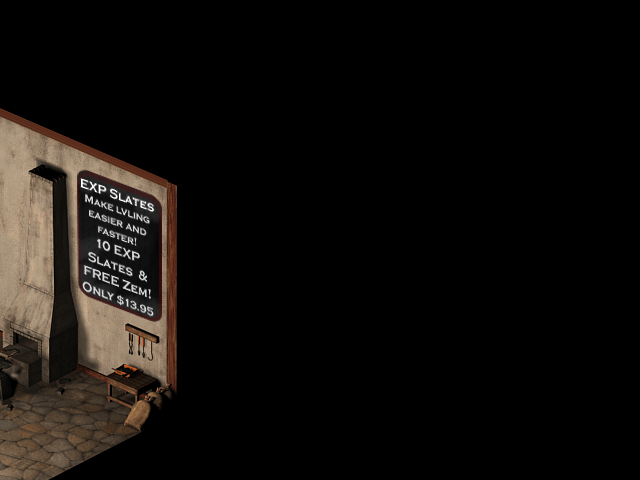 EXP Slates
Make lvling
easier and
faster!
10 EXP
Slates &
FREE Zem!
Only $13.95